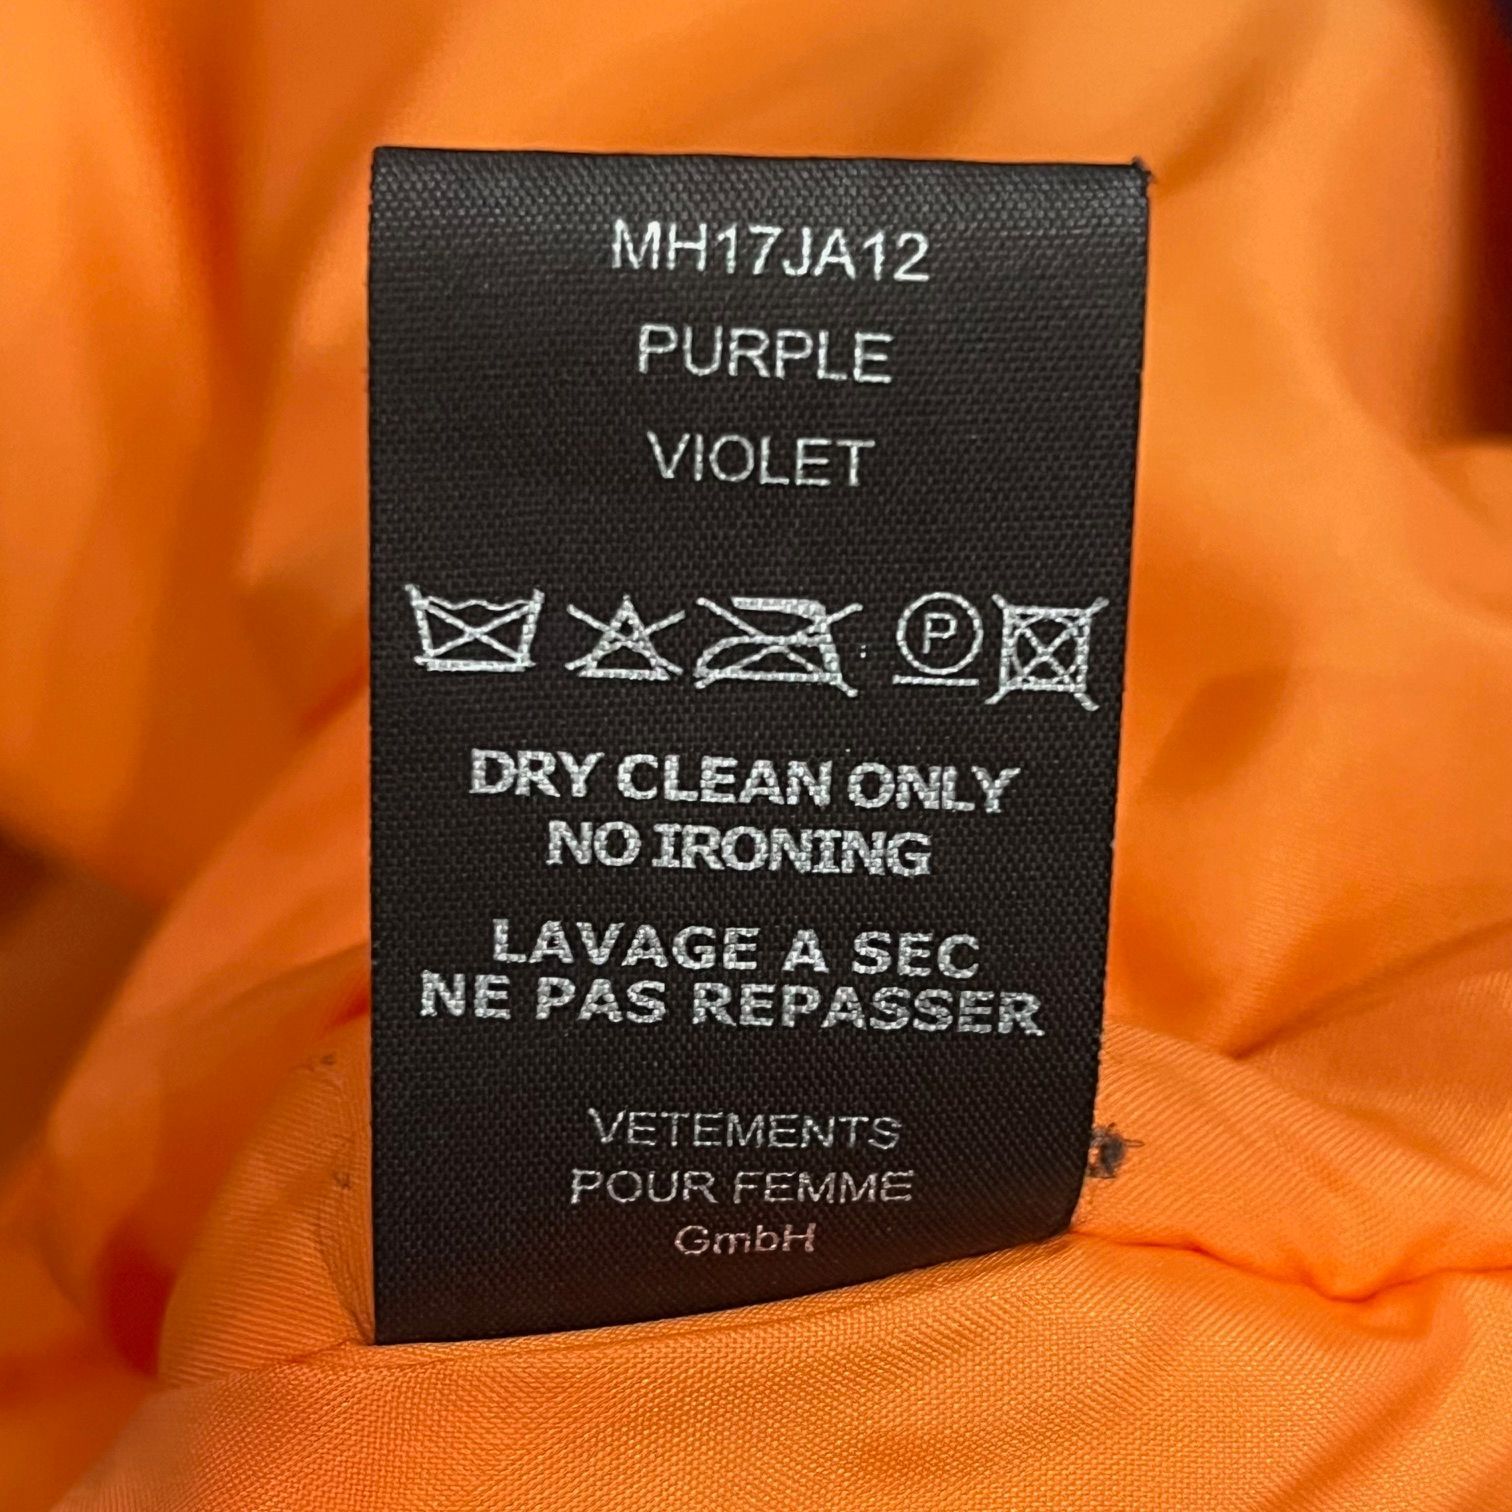 MH17JA12
PURPLE
VIOLET
P
DRY CLEAN ONLY
NO IRONING
LAVAGE A SEC
NE PAS REPASSER
VETEMENTS
POUR FEMME
GmbH